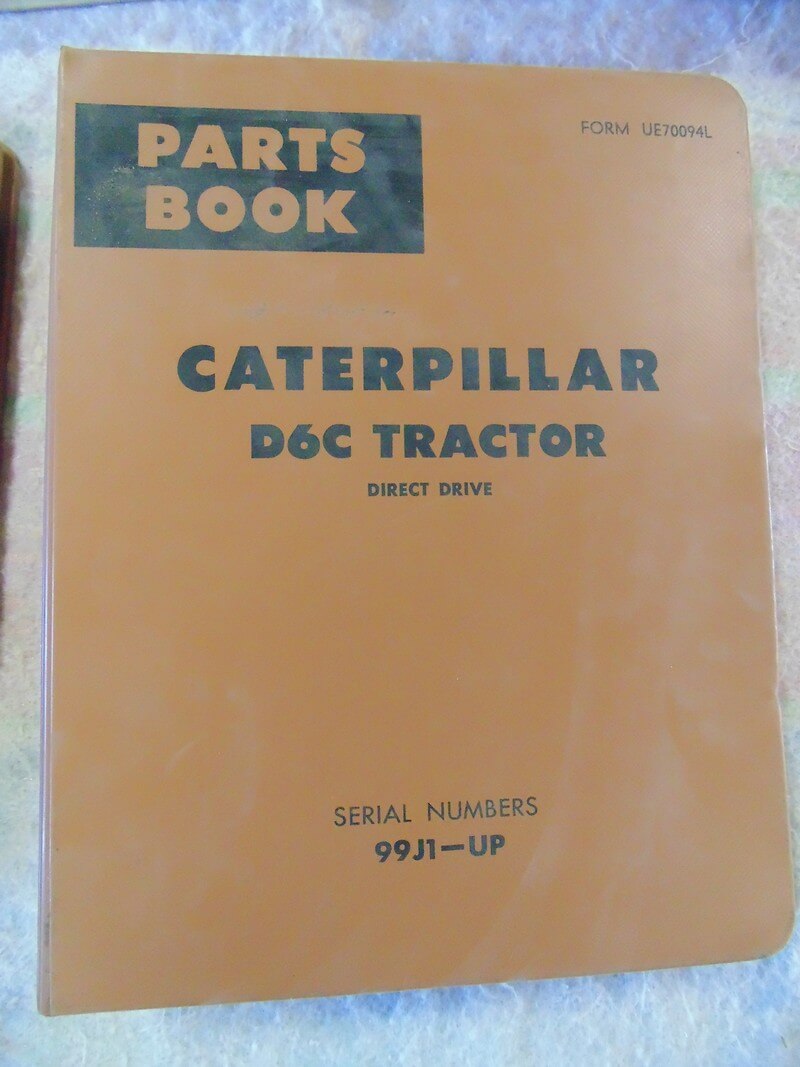 PARTS
BOOK
FORM UE70094L
CATERPILLAR
D6C TRACTOR
DIRECT DRIVE
SERIAL NUMBERS
99J1—UP